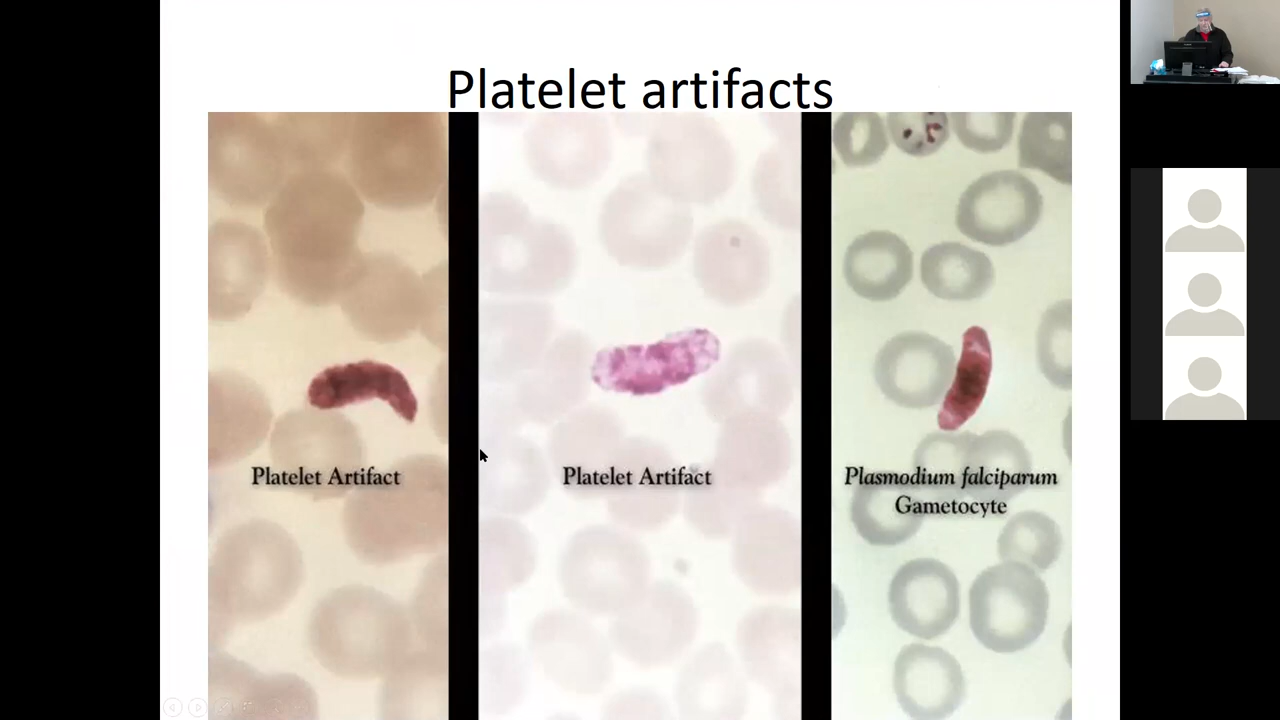 Platelet artifacts
Platelet Artifact
Platelet Artifact
Plasmodium falciparum
Gametocyte